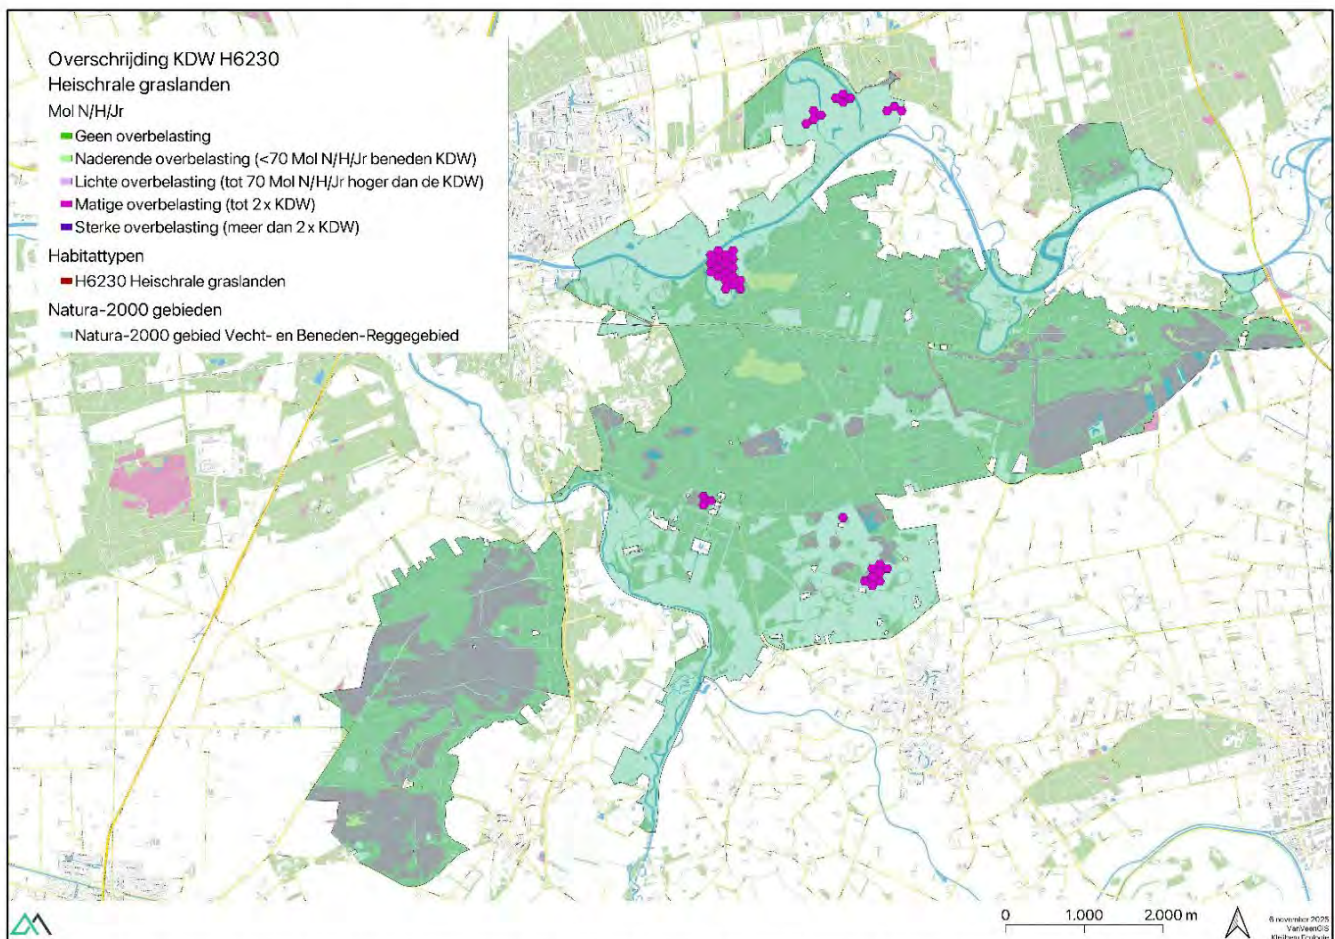 Overschrijding KDW H6230
Heischrale graslanden
Mol N/H/Jr
Geen overbelasting
Naderende overbelasting (<70 Mol N/H/Jr beneden KDW)
Lichte overbelasting (tot 70 Mol N/H/Jr hoger dan de KDW)
Matige overbelasting (tot 2x KDW)
Sterke overbelasting (meer dan 2x KDW)
Habitattypen
H6230 Heischrale graslanden
Natura-2000 gebieden
Natura-2000 gebied Vecht- en Beneden-Reggegebied
0 1.000 2.000 m
6 november 2025
VanVeenGIS
Ecologie